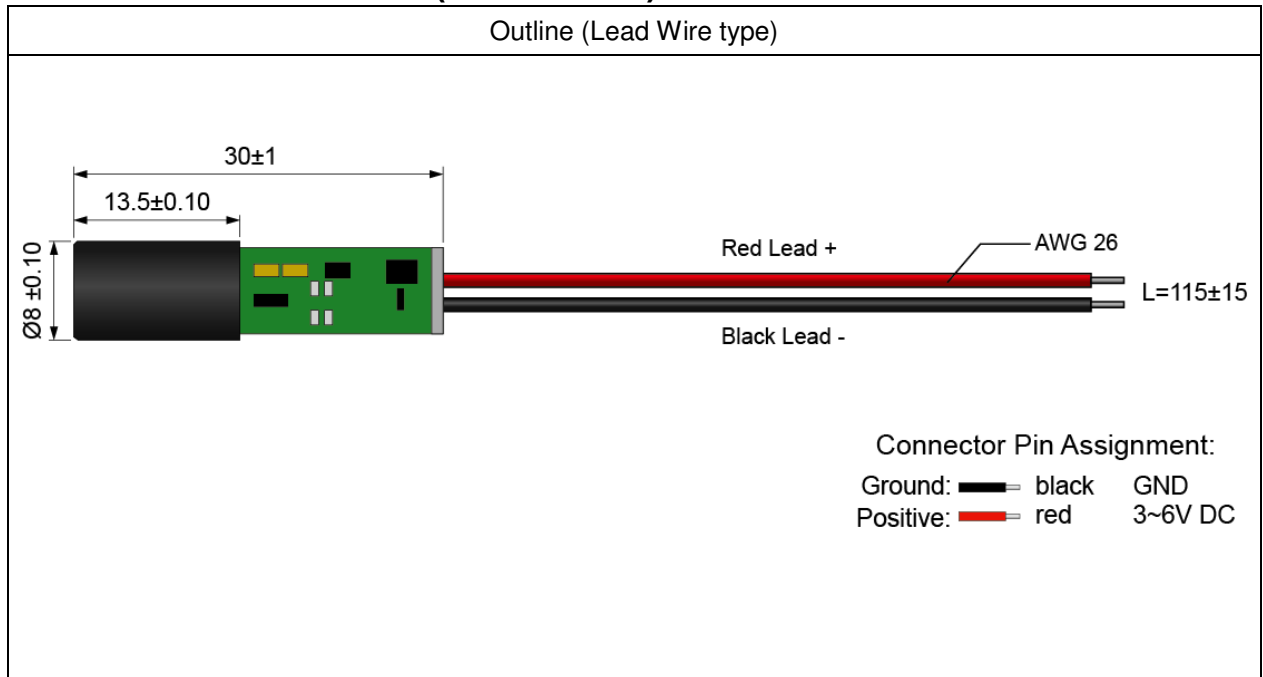 Outline (Lead Wire type)
30±1
13.5±0.10
Ø8 ±0.10
Red Lead +
AWG 26
L=115±15
Black Lead -
Connector Pin Assignment:
Ground: black GND
Positive: red 3~6V DC